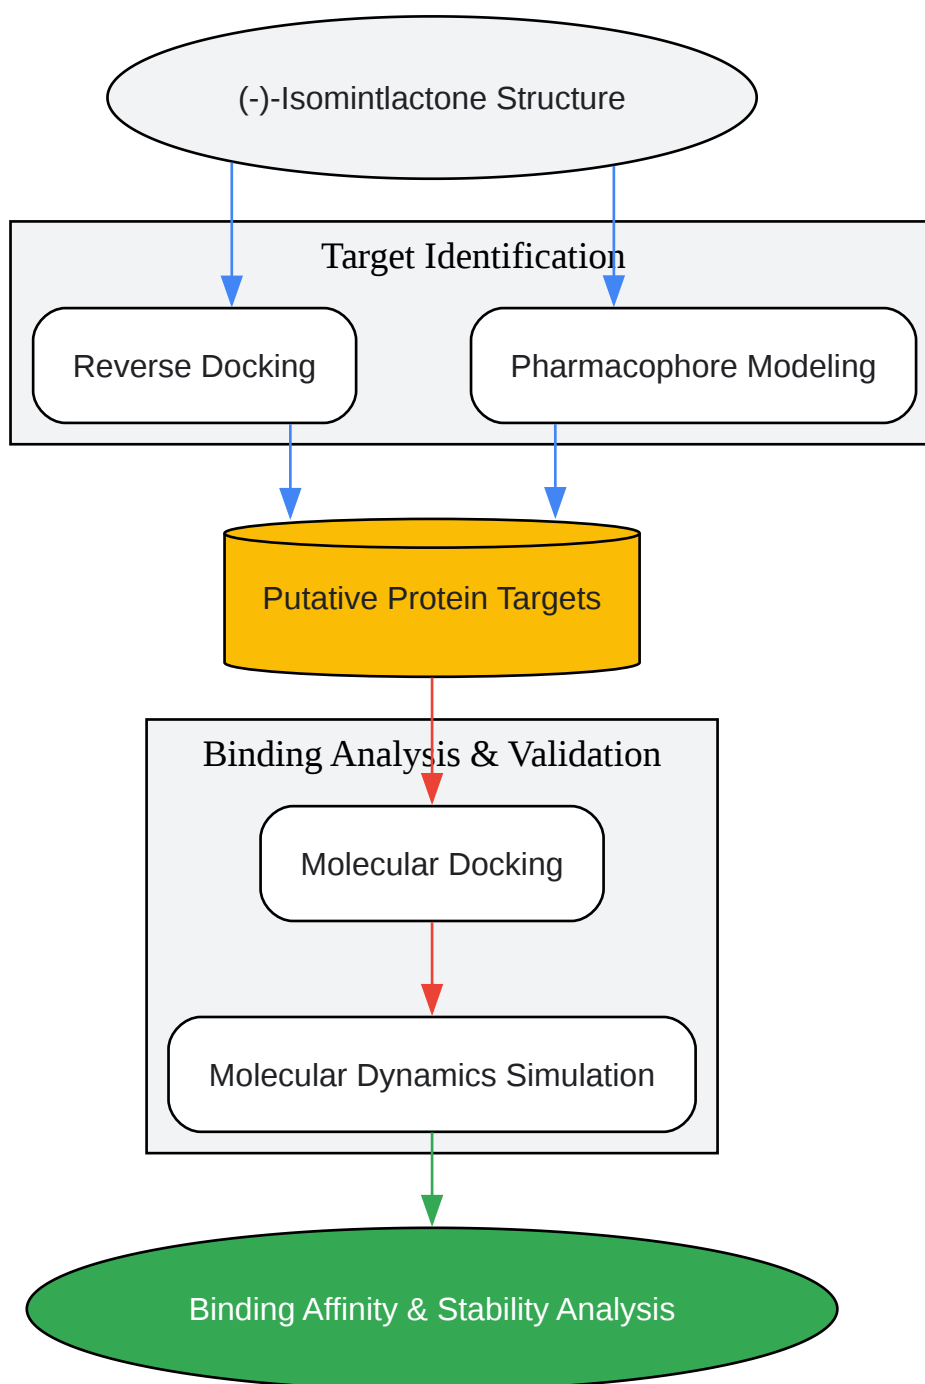 (-)-Isomintlactone Structure
Target Identification
Reverse Docking
Pharmacophore Modeling
Putative Protein Targets
Binding Analysis & Validation
Molecular Docking
Molecular Dynamics Simulation
Binding Affinity & Stability Analysis